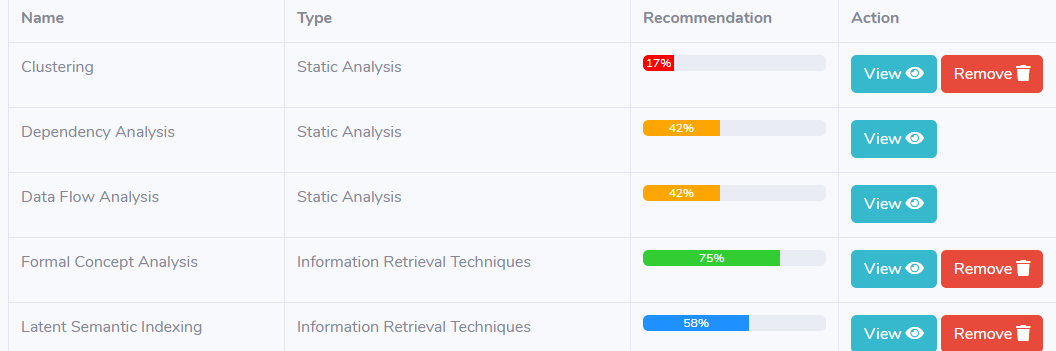 Name Type Recommendation Action
Clustering Static Analysis 17% View Remove
Dependency Analysis Static Analysis 42% View
Data Flow Analysis Static Analysis 42% View
Formal Concept Analysis Information Retrieval Techniques 75% View Remove
Latent Semantic Indexing Information Retrieval Techniques 58% View Remove